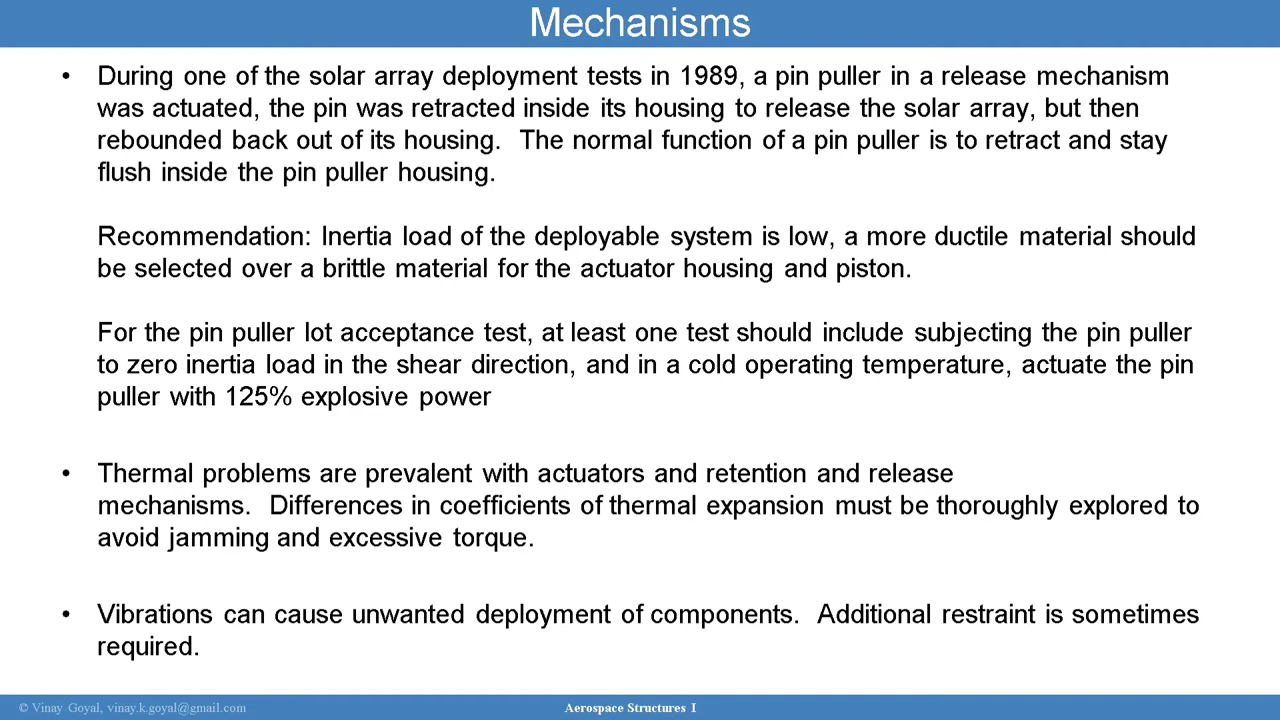 Mechanisms
• During one of the solar array deployment tests in 1989, a pin puller in a release mechanism
was actuated, the pin was retracted inside its housing to release the solar array, but then
rebounded back out of its housing.  The normal function of a pin puller is to retract and stay
flush inside the pin puller housing.
Recommendation: Inertia load of the deployable system is low, a more ductile material should
be selected over a brittle material for the actuator housing and piston.
For the pin puller lot acceptance test, at least one test should include subjecting the pin puller
to zero inertia load in the shear direction, and in a cold operating temperature, actuate the pin
puller with 125% explosive power
• Thermal problems are prevalent with actuators and retention and release
mechanisms.  Differences in coefficients of thermal expansion must be thoroughly explored to
avoid jamming and excessive torque.
• Vibrations can cause unwanted deployment of components.  Additional restraint is sometimes
required.
© Vinay Goyal, vinay.k.goyal@gmail.com
Aerospace Structures I